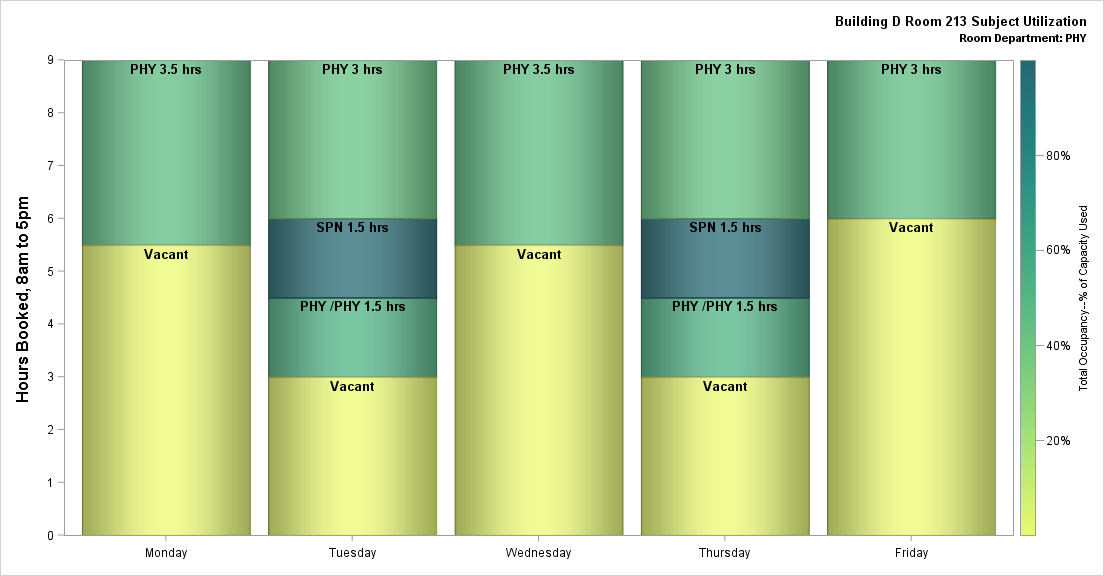 Building D Room 213 Subject Utilization
Room Department: PHY
Hours Booked, 8am to 5pm
9
8
7
6
5
4
3
2
1
0
PHY 3.5 hrs
Vacant
PHY 3 hrs
SPN 1.5 hrs
PHY /PHY 1.5 hrs
Vacant
PHY 3.5 hrs
Vacant
PHY 3 hrs
SPN 1.5 hrs
PHY /PHY 1.5 hrs
Vacant
PHY 3 hrs
Vacant
Monday
Tuesday
Wednesday
Thursday
Friday
80%
60%
40%
20%
Total Occupancy--% of Capacity Used